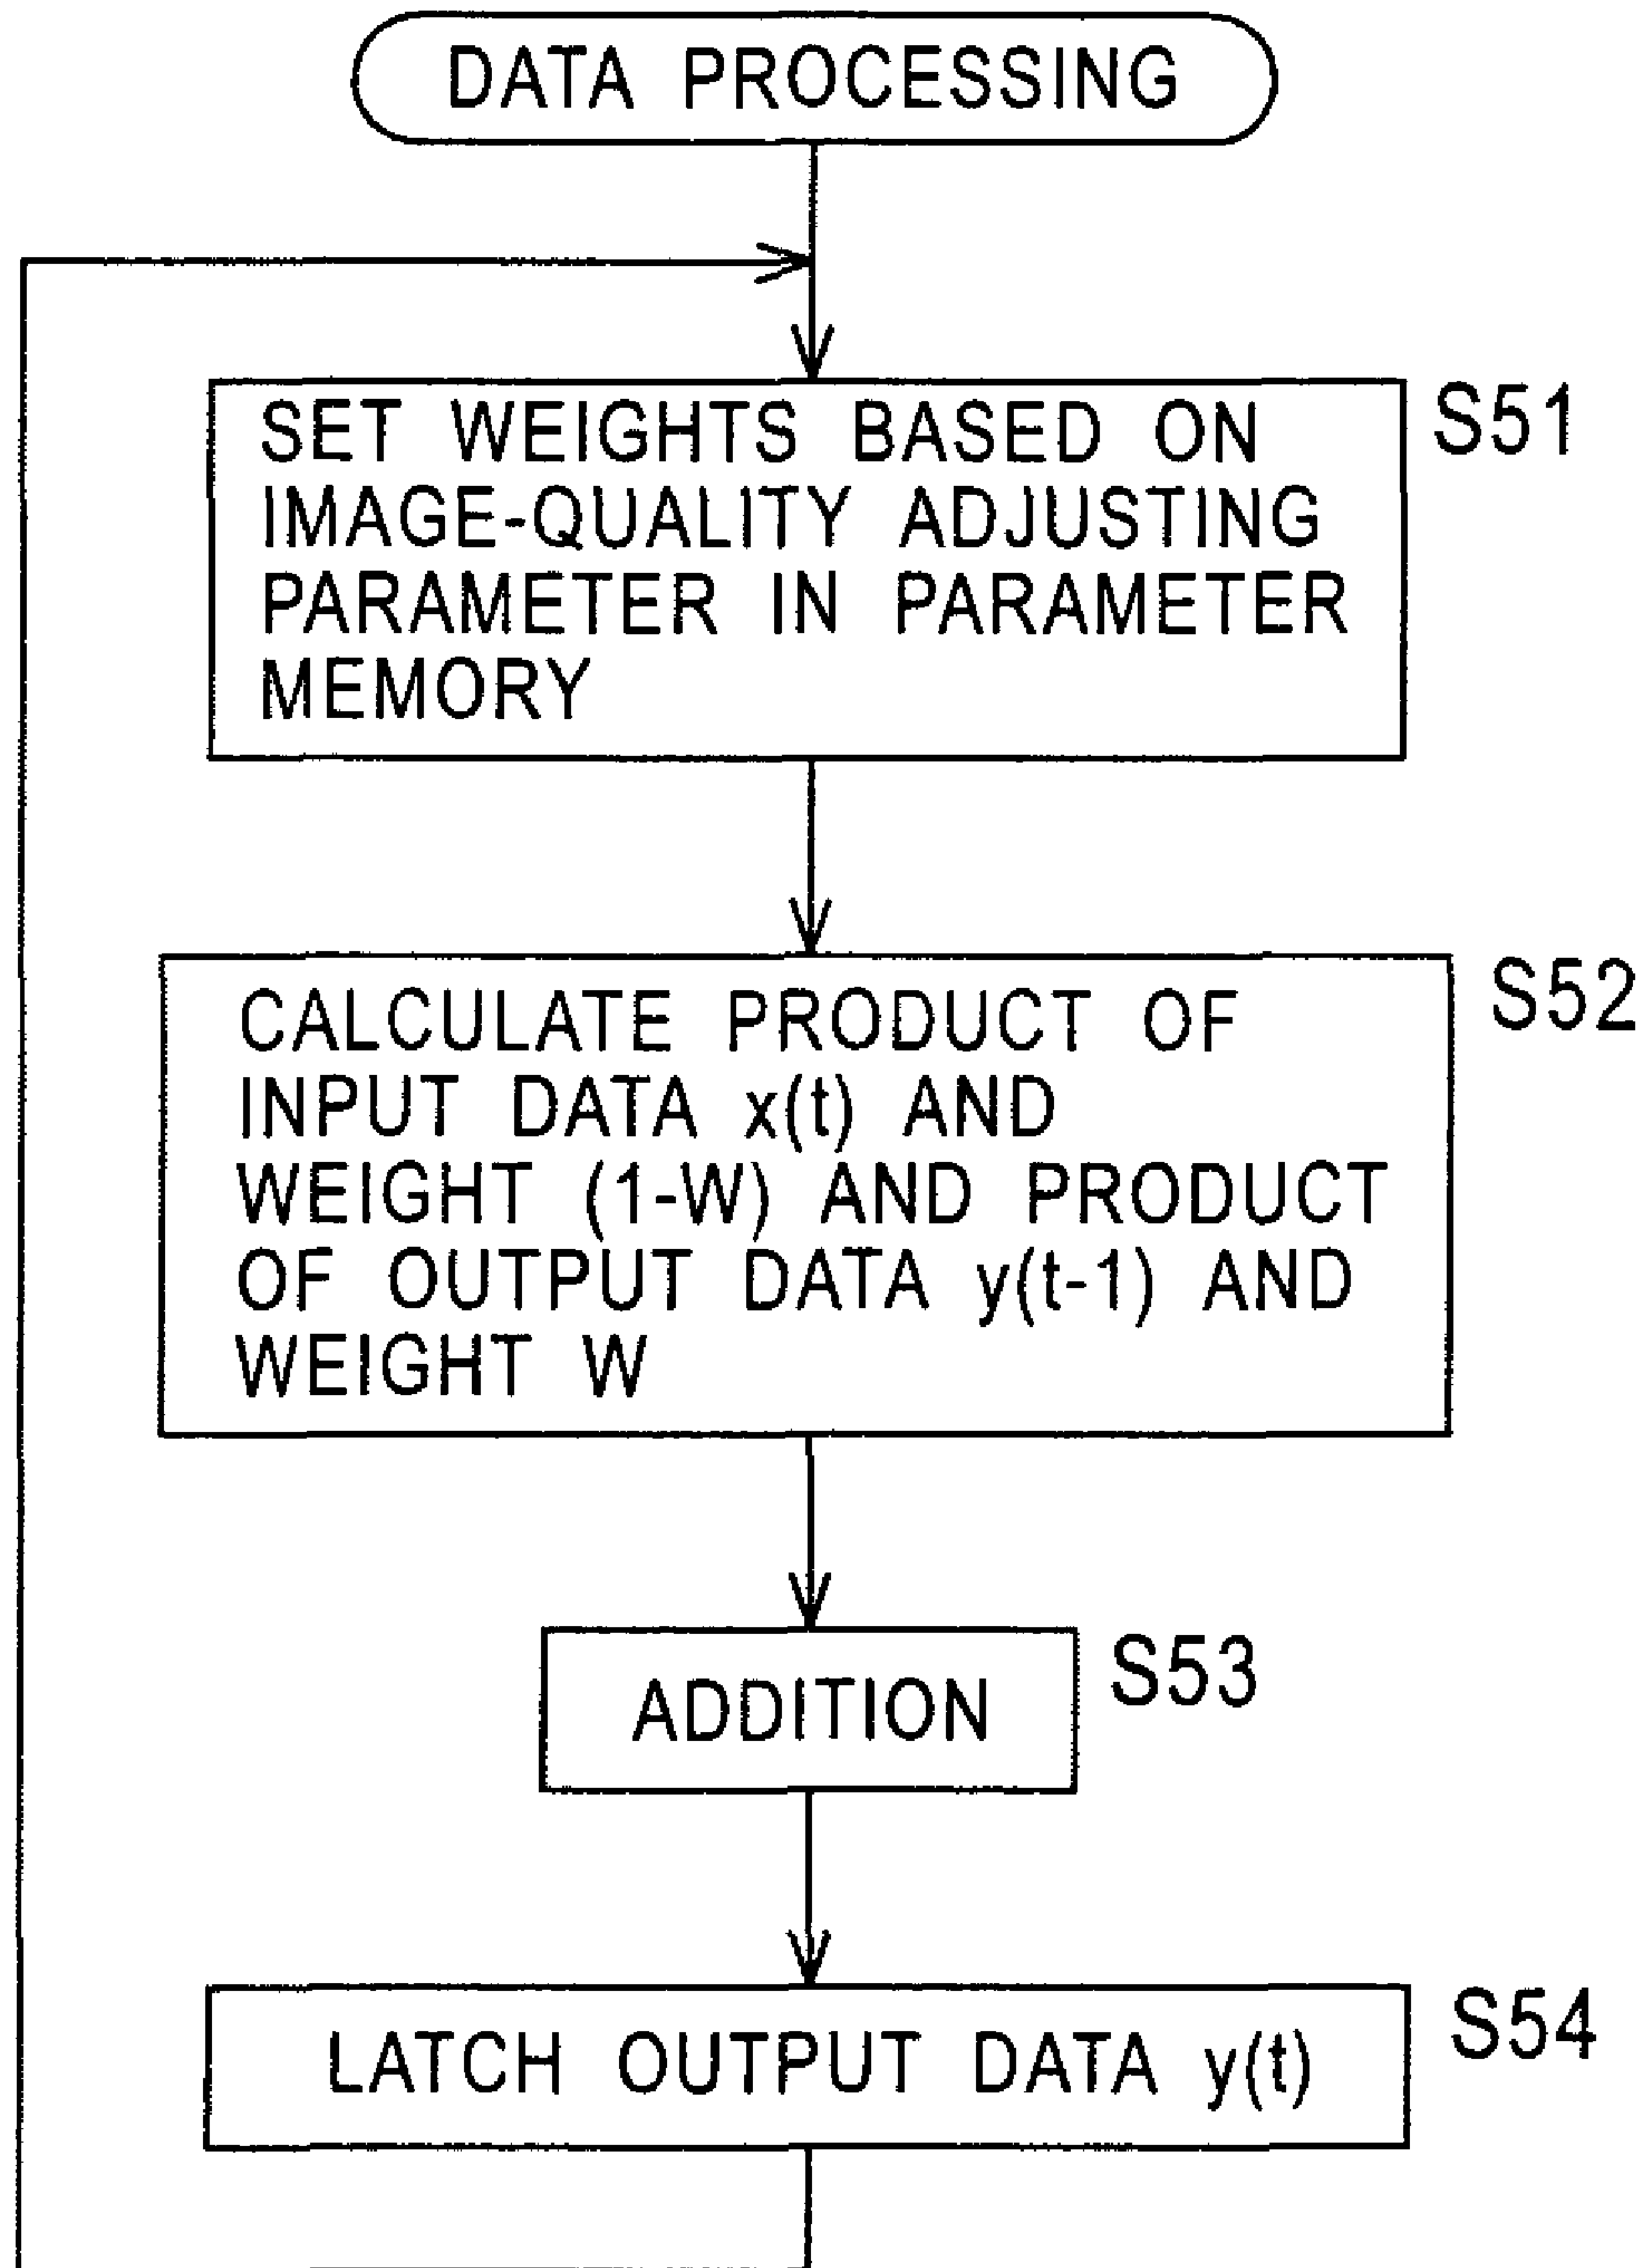 DATA PROCESSING
SET WEIGHTS BASED ON
IMAGE-QUALITY ADJUSTING
PARAMETER IN PARAMETER
MEMORY
S51
CALCULATE PRODUCT OF
INPUT DATA x(t) AND
WEIGHT (1-W) AND PRODUCT
OF OUTPUT DATA y(t-1) AND
WEIGHT W
S52
ADDITION
S53
LATCH OUTPUT DATA y(t)
S54